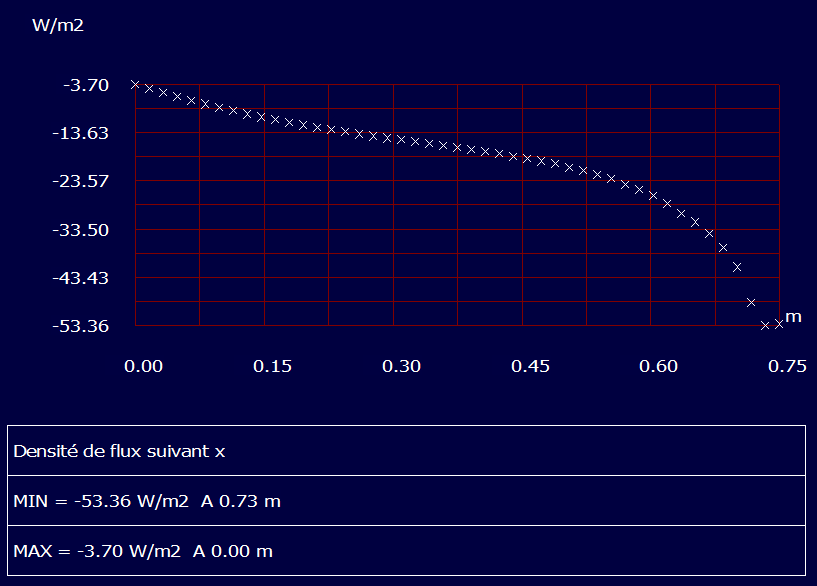 W/m2
-3.70
-13.63
-23.57
-33.50
-43.43
-53.36
m
0.00 0.15 0.30 0.45 0.60 0.75
Densité de flux suivant x
MIN = -53.36 W/m2 A 0.73 m
MAX = -3.70 W/m2 A 0.00 m